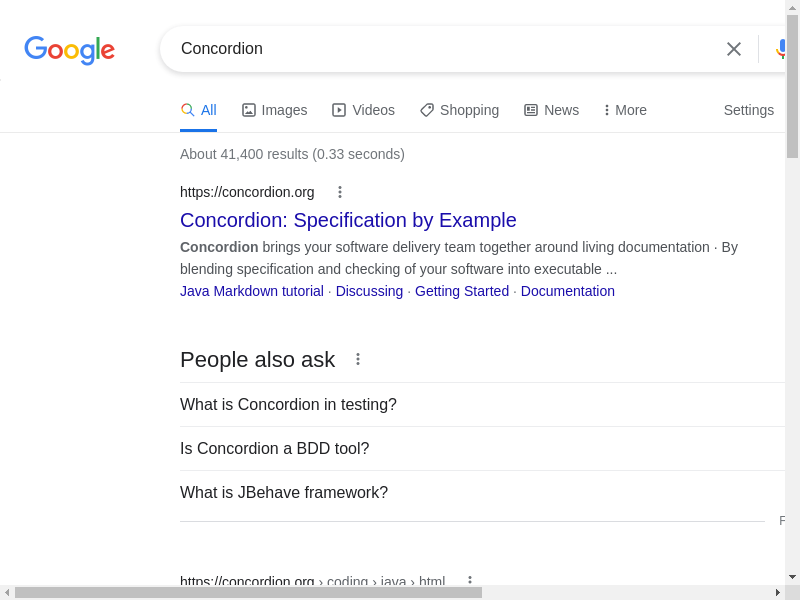 Google
Concordion
All Images Videos Shopping News More Settings
About 41,400 results (0.33 seconds)
https://concordion.org
Concordion: Specification by Example
Concordion brings your software delivery team together around living documentation · By
blending specification and checking of your software into executable ...
Java Markdown tutorial · Discussing · Getting Started · Documentation
People also ask
What is Concordion in testing?
Is Concordion a BDD tool?
What is JBehave framework?
https://concordion.org › coding › java › html